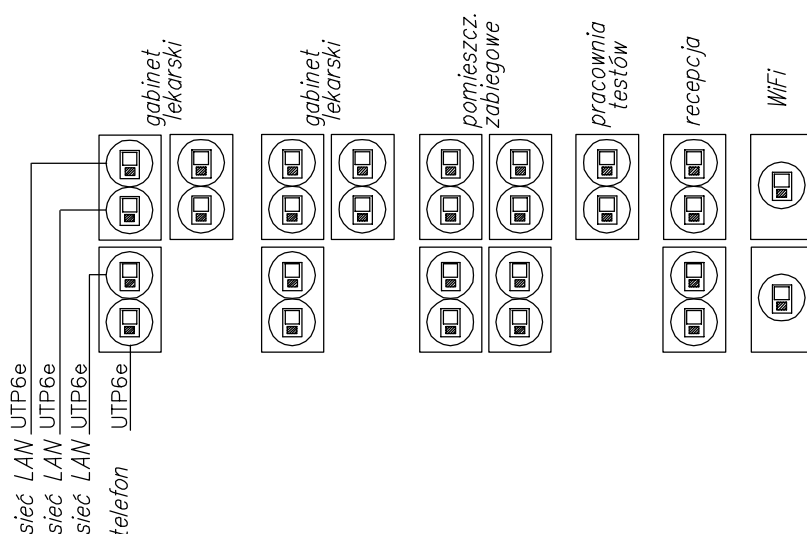 gabinet
lekarski
gabinet
lekarski
pomieszcz.
zabiegowe
pracownia
testów
recepcja
WiFi
sieć LAN UTP6e
sieć LAN UTP6e
sieć LAN UTP6e
telefon UTP6e